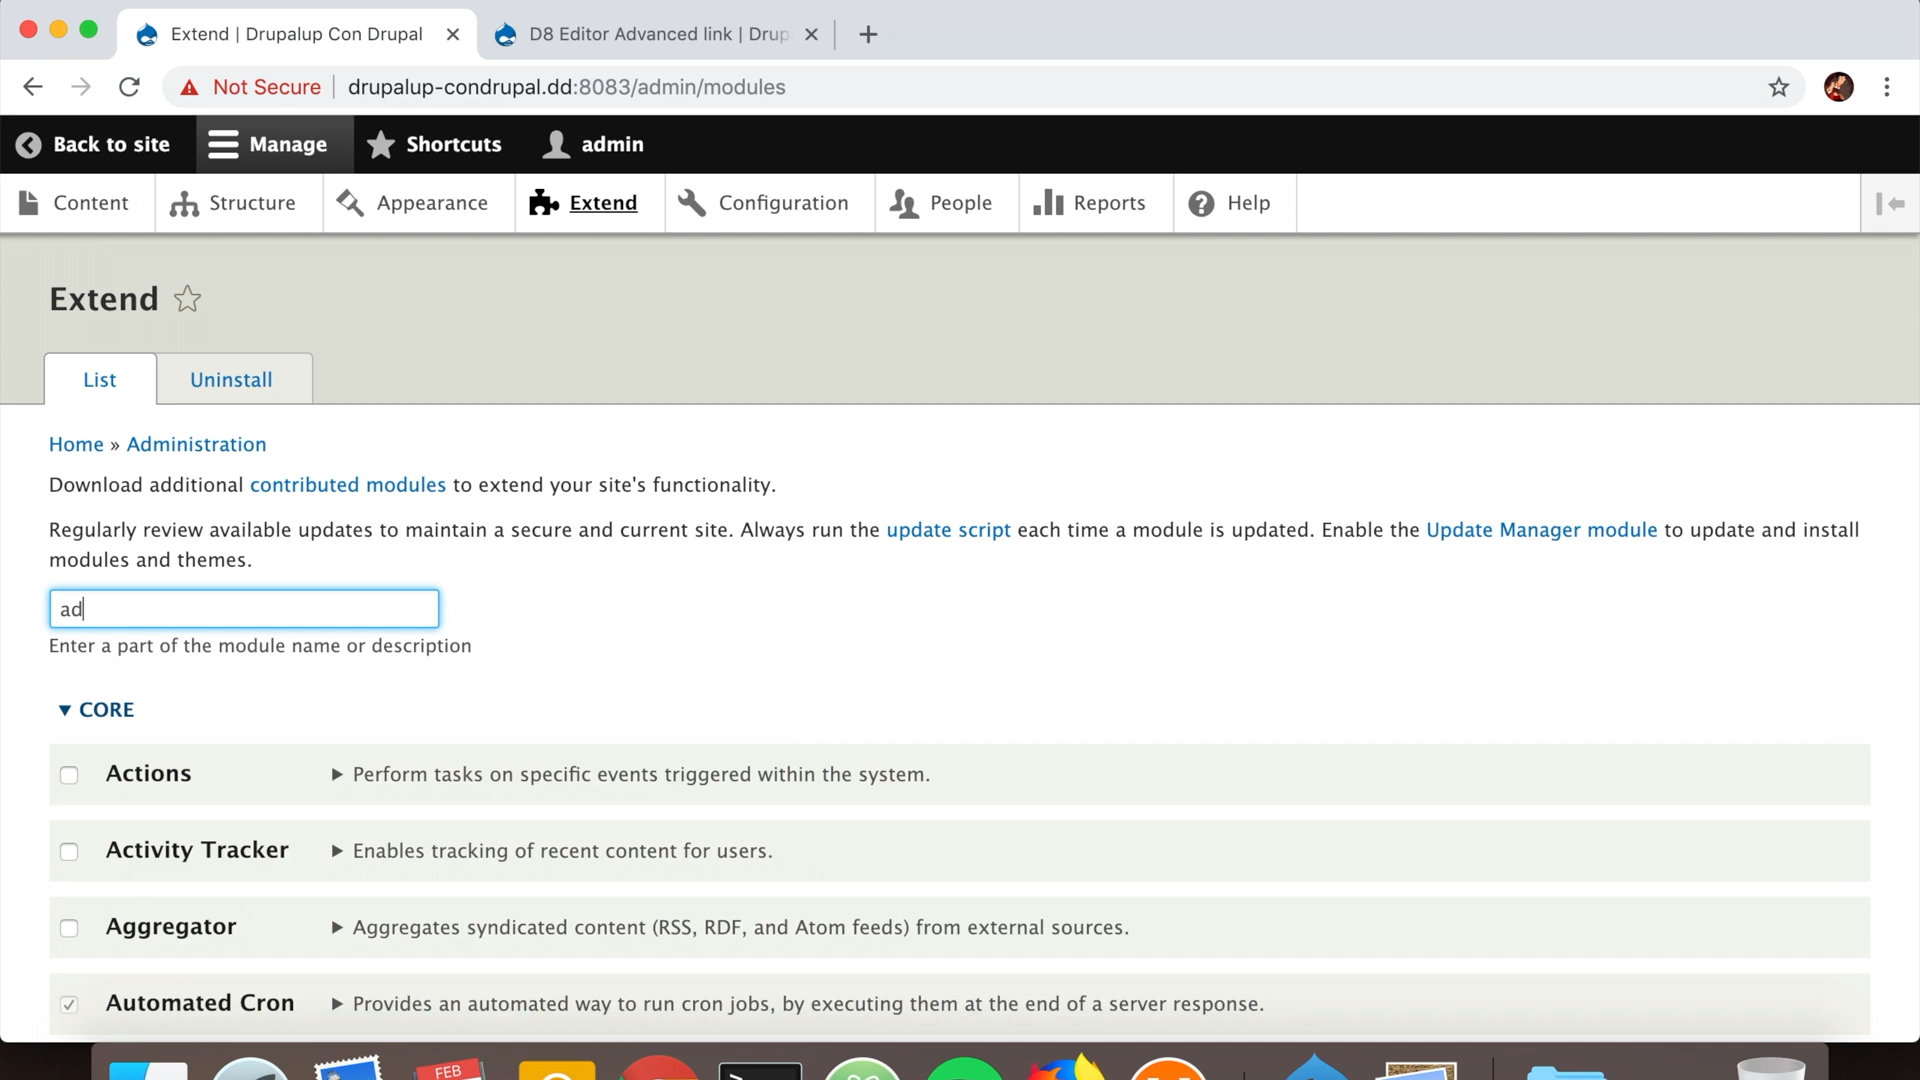 Extend | Drupalup Con Drupal
D8 Editor Advanced link | Drup
Not Secure drupalup-condrupal.dd:8083/admin/modules
Back to site Manage Shortcuts admin
Content Structure Appearance Extend Configuration People Reports Help
Extend
List Uninstall
Home » Administration
Download additional contributed modules to extend your site's functionality.
Regularly review available updates to maintain a secure and current site. Always run the update script each time a module is updated. Enable the Update Manager module to update and install
modules and themes.
ad
Enter a part of the module name or description
▼ CORE
Actions ▶ Perform tasks on specific events triggered within the system.
Activity Tracker ▶ Enables tracking of recent content for users.
Aggregator ▶ Aggregates syndicated content (RSS, RDF, and Atom feeds) from external sources.
Automated Cron ▶ Provides an automated way to run cron jobs, by executing them at the end of a server response.
FEB